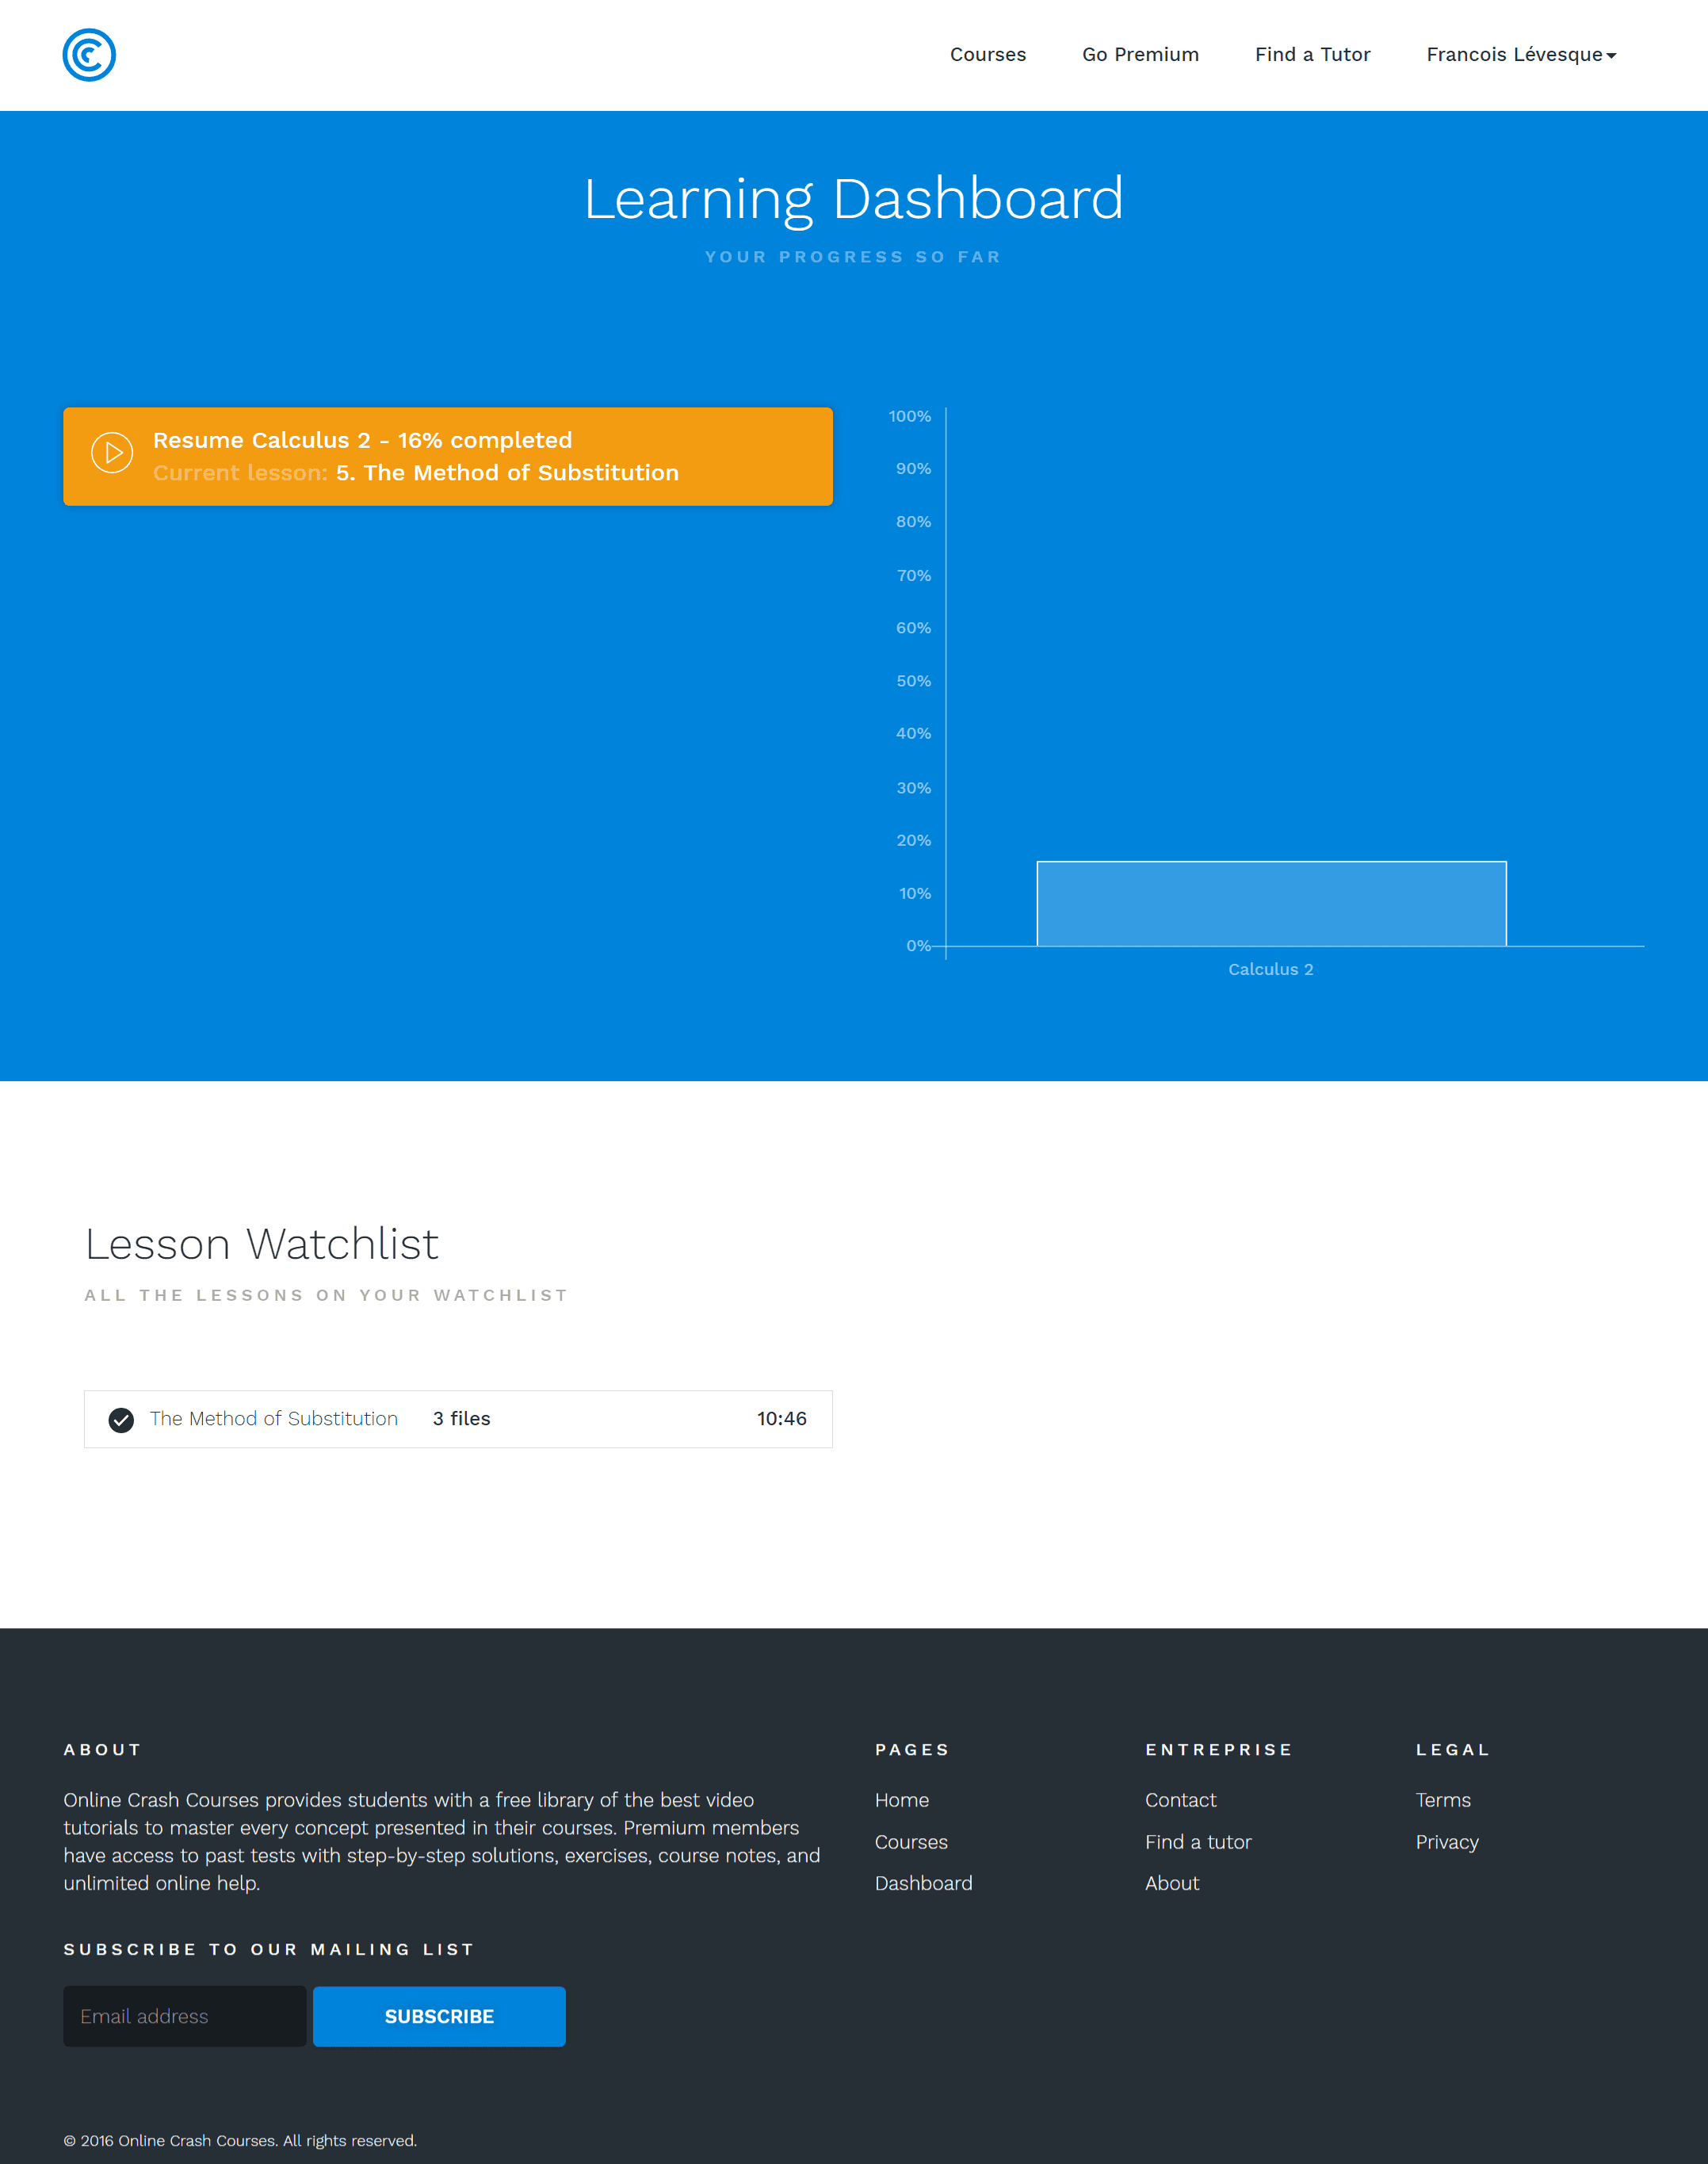 Courses Go Premium Find a Tutor Francois Lévesque
Learning Dashboard
YOUR PROGRESS SO FAR
Resume Calculus 2 - 16% completed
Current lesson: 5. The Method of Substitution
100%
90%
80%
70%
60%
50%
40%
30%
20%
10%
0%
Calculus 2
Lesson Watchlist
ALL THE LESSONS ON YOUR WATCHLIST
The Method of Substitution 3 files 10:46
ABOUT
Online Crash Courses provides students with a free library of the best video
tutorials to master every concept presented in their courses. Premium members
have access to past tests with step-by-step solutions, exercises, course notes, and
unlimited online help.
SUBSCRIBE TO OUR MAILING LIST
Email address SUBSCRIBE
PAGES
Home
Courses
Dashboard
ENTREPRISE
Contact
Find a tutor
About
LEGAL
Terms
Privacy
© 2016 Online Crash Courses. All rights reserved.